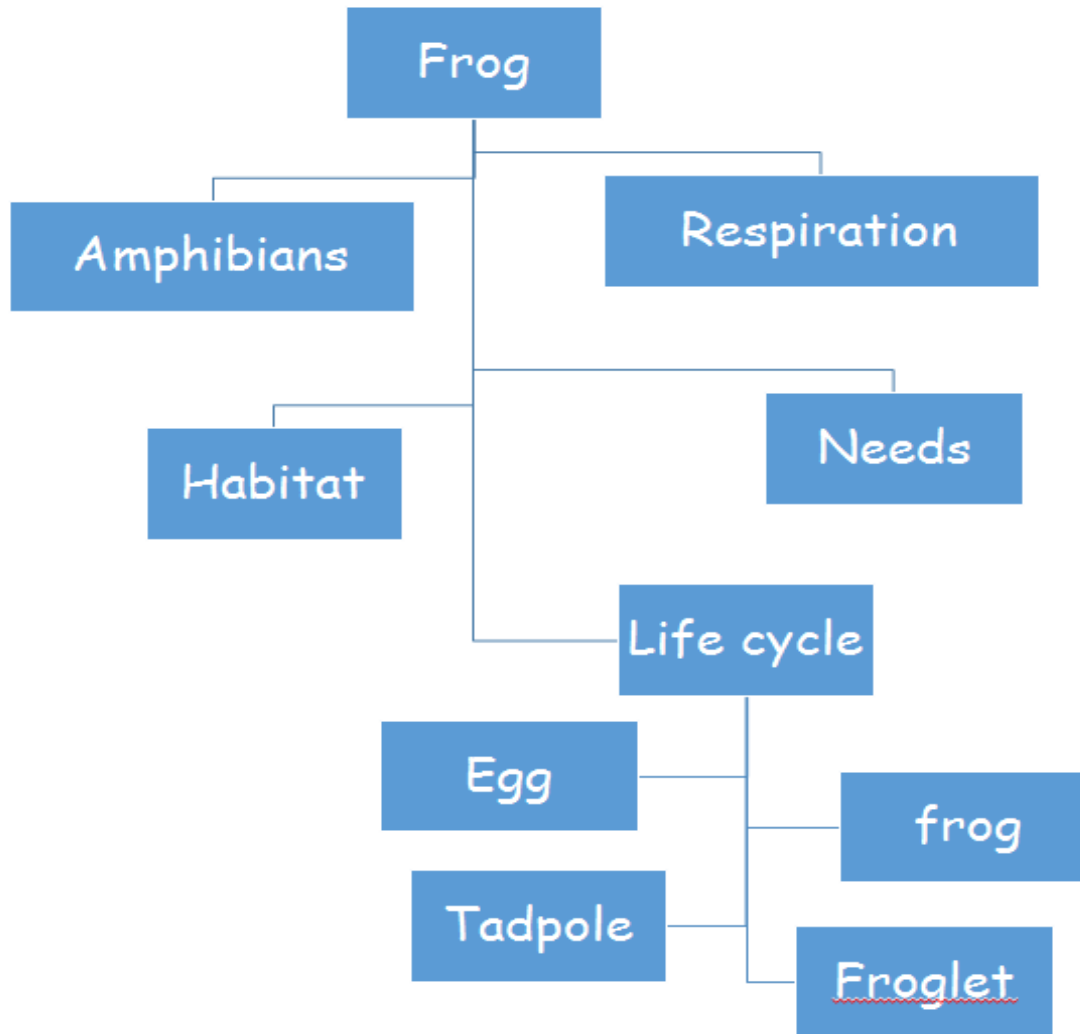 Frog
Amphibians
Respiration
Habitat
Needs
Life cycle
Egg
frog
Tadpole
Froglet